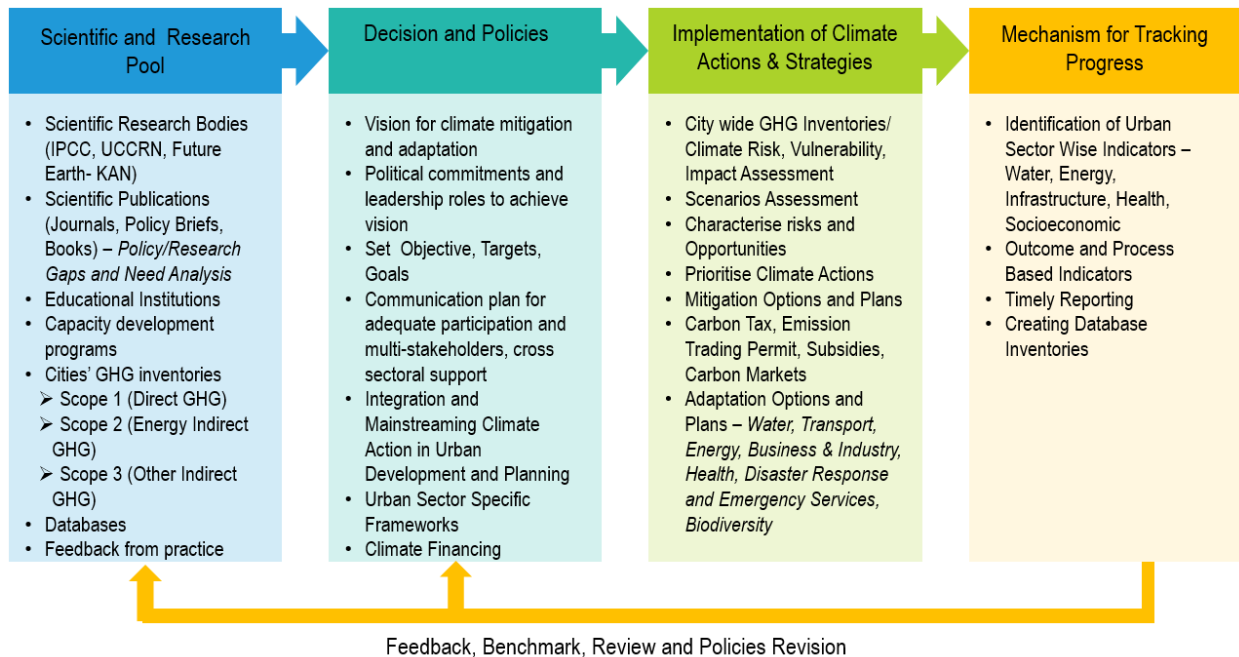 Scientific and Research
Pool
• Scientific Research Bodies
(IPCC, UCCRN, Future
Earth- KAN)
• Scientific Publications
(Journals, Policy Briefs,
Books) – Policy/Research
Gaps and Need Analysis
• Educational Institutions
• Capacity development
programs
• Cities' GHG inventories
➢ Scope 1 (Direct GHG)
➢ Scope 2 (Energy Indirect
GHG)
➢ Scope 3 (Other Indirect
GHG)
• Databases
• Feedback from practice
Decision and Policies
• Vision for climate mitigation
and adaptation
• Political commitments and
leadership roles to achieve
vision
• Set Objective, Targets,
Goals
• Communication plan for
adequate participation and
multi-stakeholders, cross
sectoral support
• Integration and
Mainstreaming Climate
Action in Urban
Development and Planning
• Urban Sector Specific
Frameworks
• Climate Financing
Implementation of Climate
Actions & Strategies
• City wide GHG Inventories/
Climate Risk, Vulnerability,
Impact Assessment
• Scenarios Assessment
• Characterise risks and
Opportunities
• Prioritise Climate Actions
• Mitigation Options and Plans
• Carbon Tax, Emission
Trading Permit, Subsidies,
Carbon Markets
• Adaptation Options and
Plans – Water, Transport,
Energy, Business & Industry,
Health, Disaster Response
and Emergency Services,
Biodiversity
Mechanism for Tracking
Progress
• Identification of Urban
Sector Wise Indicators –
Water, Energy,
Infrastructure, Health,
Socioeconomic
• Outcome and Process
Based Indicators
• Timely Reporting
• Creating Database
Inventories
Feedback, Benchmark, Review and Policies Revision